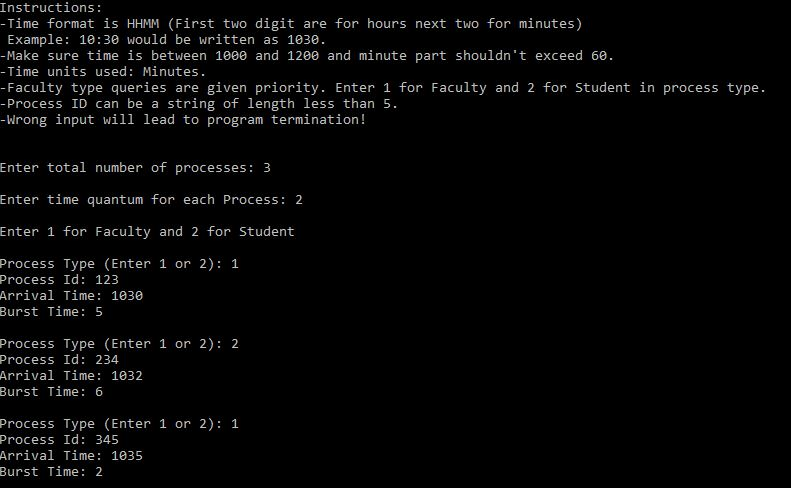 Instructions:
-Time format is HHMM (First two digit are for hours next two for minutes)
Example: 10:30 would be written as 1030.
-Make sure time is between 1000 and 1200 and minute part shouldn't exceed 60.
-Time units used: Minutes.
-Faculty type queries are given priority. Enter 1 for Faculty and 2 for Student in process type.
-Process ID can be a string of length less than 5.
-Wrong input will lead to program termination!
Enter total number of processes: 3
Enter time quantum for each Process: 2
Enter 1 for Faculty and 2 for Student
Process Type (Enter 1 or 2): 1
Process Id: 123
Arrival Time: 1030
Burst Time: 5
Process Type (Enter 1 or 2): 2
Process Id: 234
Arrival Time: 1032
Burst Time: 6
Process Type (Enter 1 or 2): 1
Process Id: 345
Arrival Time: 1035
Burst Time: 2